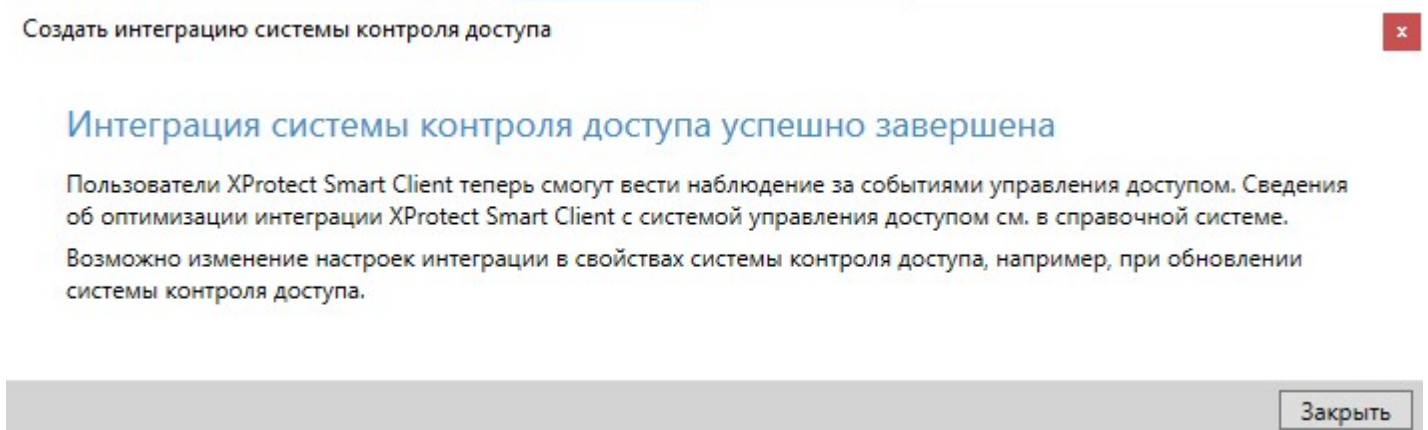 Создать интеграцию системы контроля доступа
x
Интеграция системы контроля доступа успешно завершена
Пользователи XProtect Smart Client теперь смогут вести наблюдение за событиями управления доступом. Сведения
об оптимизации интеграции XProtect Smart Client с системой управления доступом см. в справочной системе.
Возможно изменение настроек интеграции в свойствах системы контроля доступа, например, при обновлении
системы контроля доступа.
Закрыть